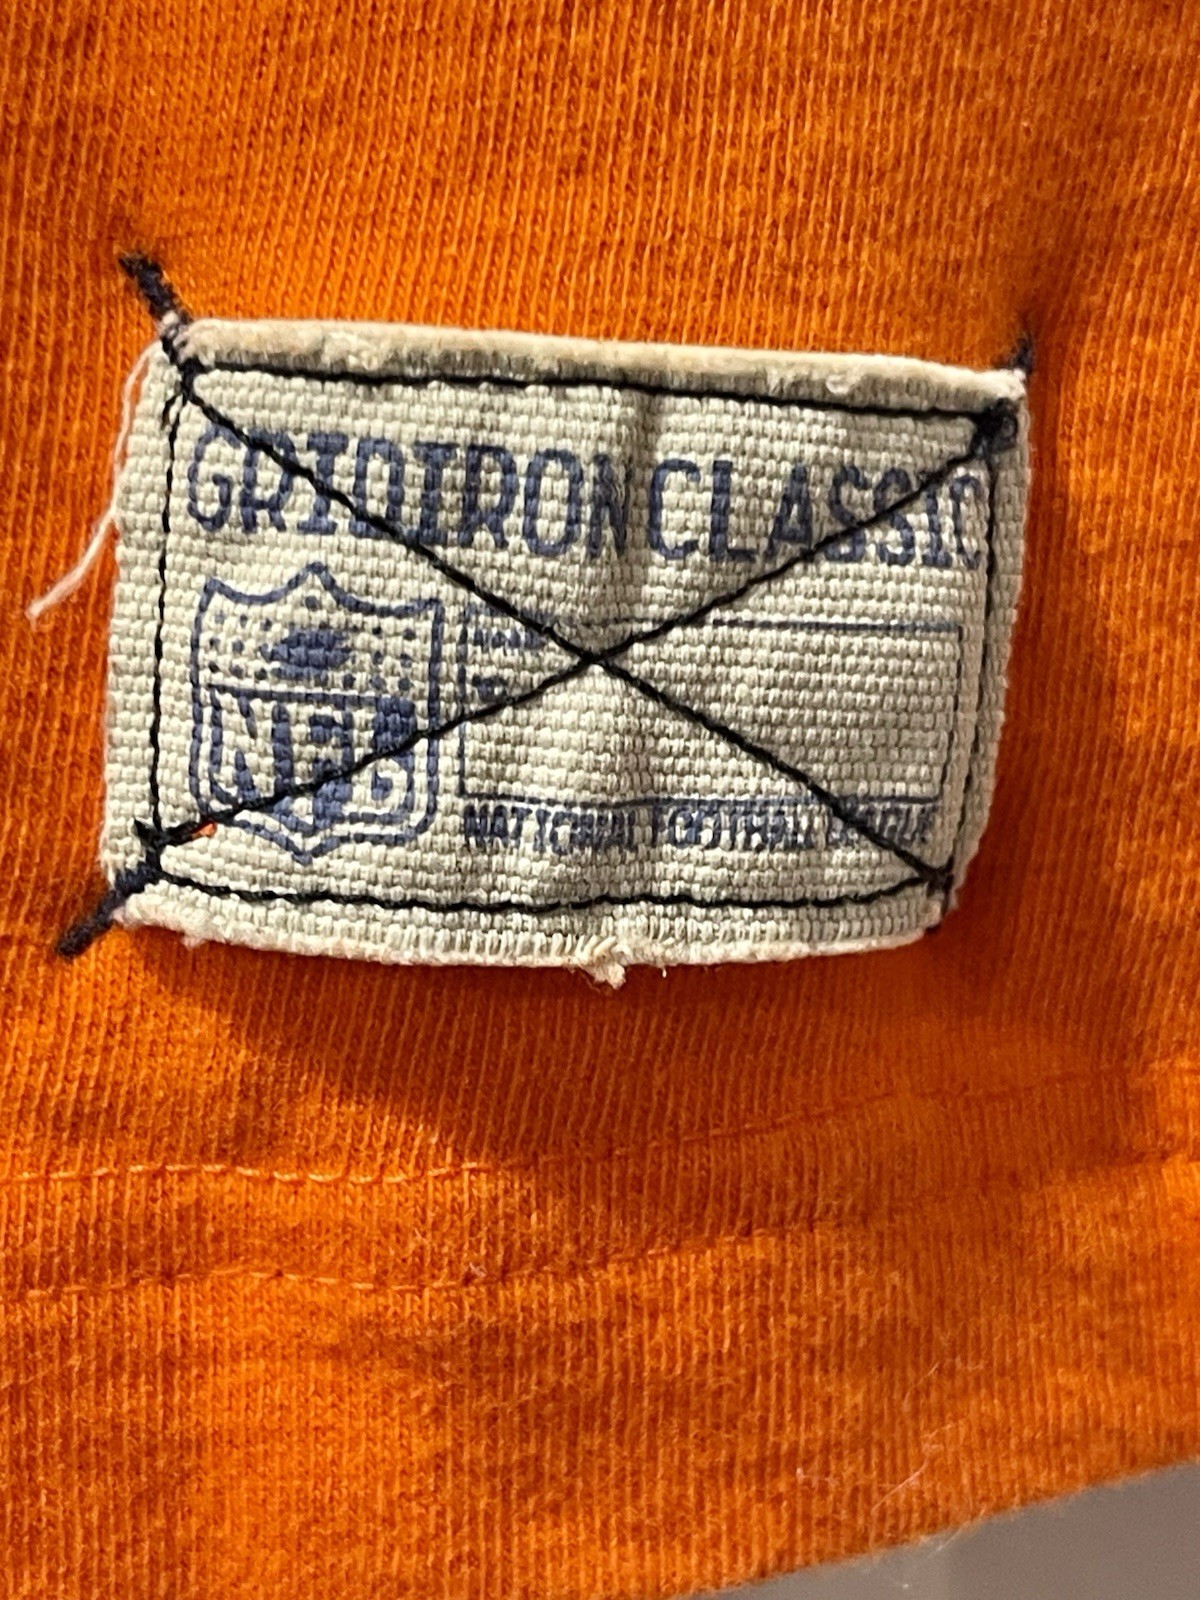 GRIDIRON CLASSIC
NFL
NATIONAL FOOTBALL LEAGUE